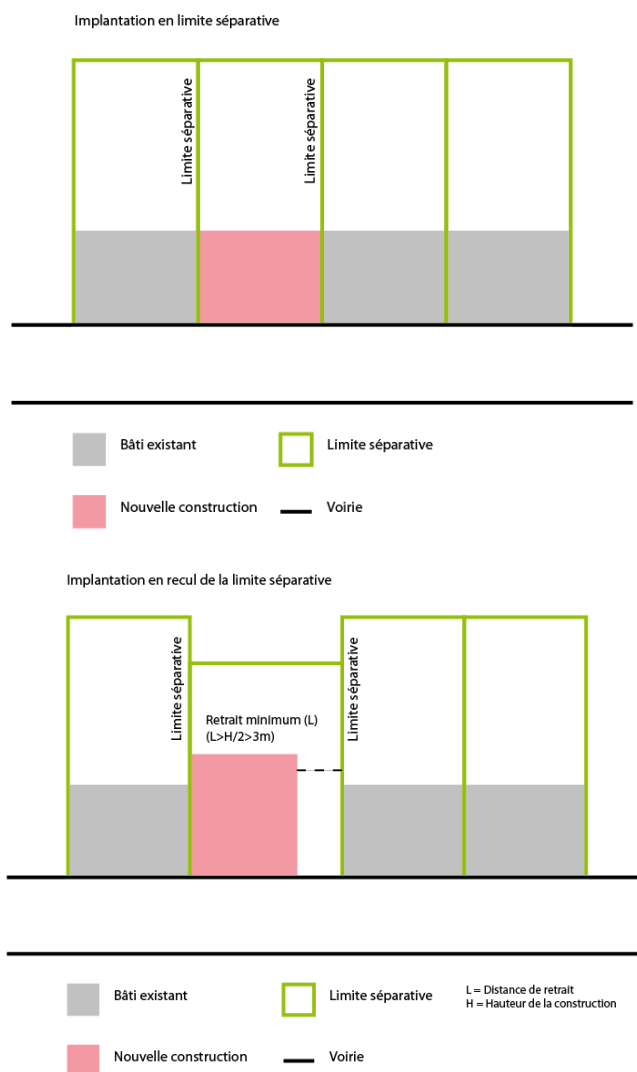 Implantation en limite séparative
Limite séparative
Limite séparative
Bâti existant
Limite séparative
Nouvelle construction
Voirie
Implantation en recul de la limite séparative
Limite séparative
Retrait minimum (L)
(L>H/2>3m)
Limite séparative
Bâti existant
Limite séparative
L = Distance de retrait
H = Hauteur de la construction
Nouvelle construction
Voirie